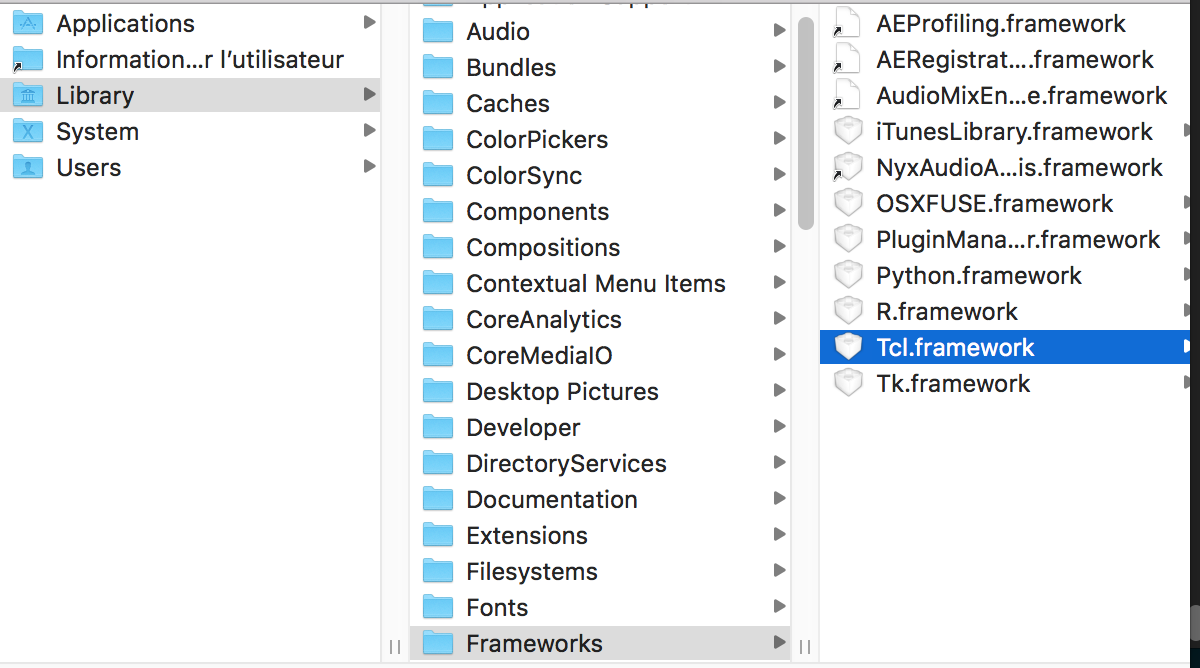 Applications
Information...r l’utilisateur
Library
System
Users
Audio
Bundles
Caches
ColorPickers
ColorSync
Components
Compositions
Contextual Menu Items
CoreAnalytics
CoreMediaIO
Desktop Pictures
Developer
DirectoryServices
Documentation
Extensions
Filesystems
Fonts
Frameworks
AEProfiling.framework
AERegistrat....framework
AudioMixEn...e.framework
iTunesLibrary.framework
NyxAudioA...is.framework
OSXFUSE.framework
PluginMana...r.framework
Python.framework
R.framework
Tcl.framework
Tk.framework